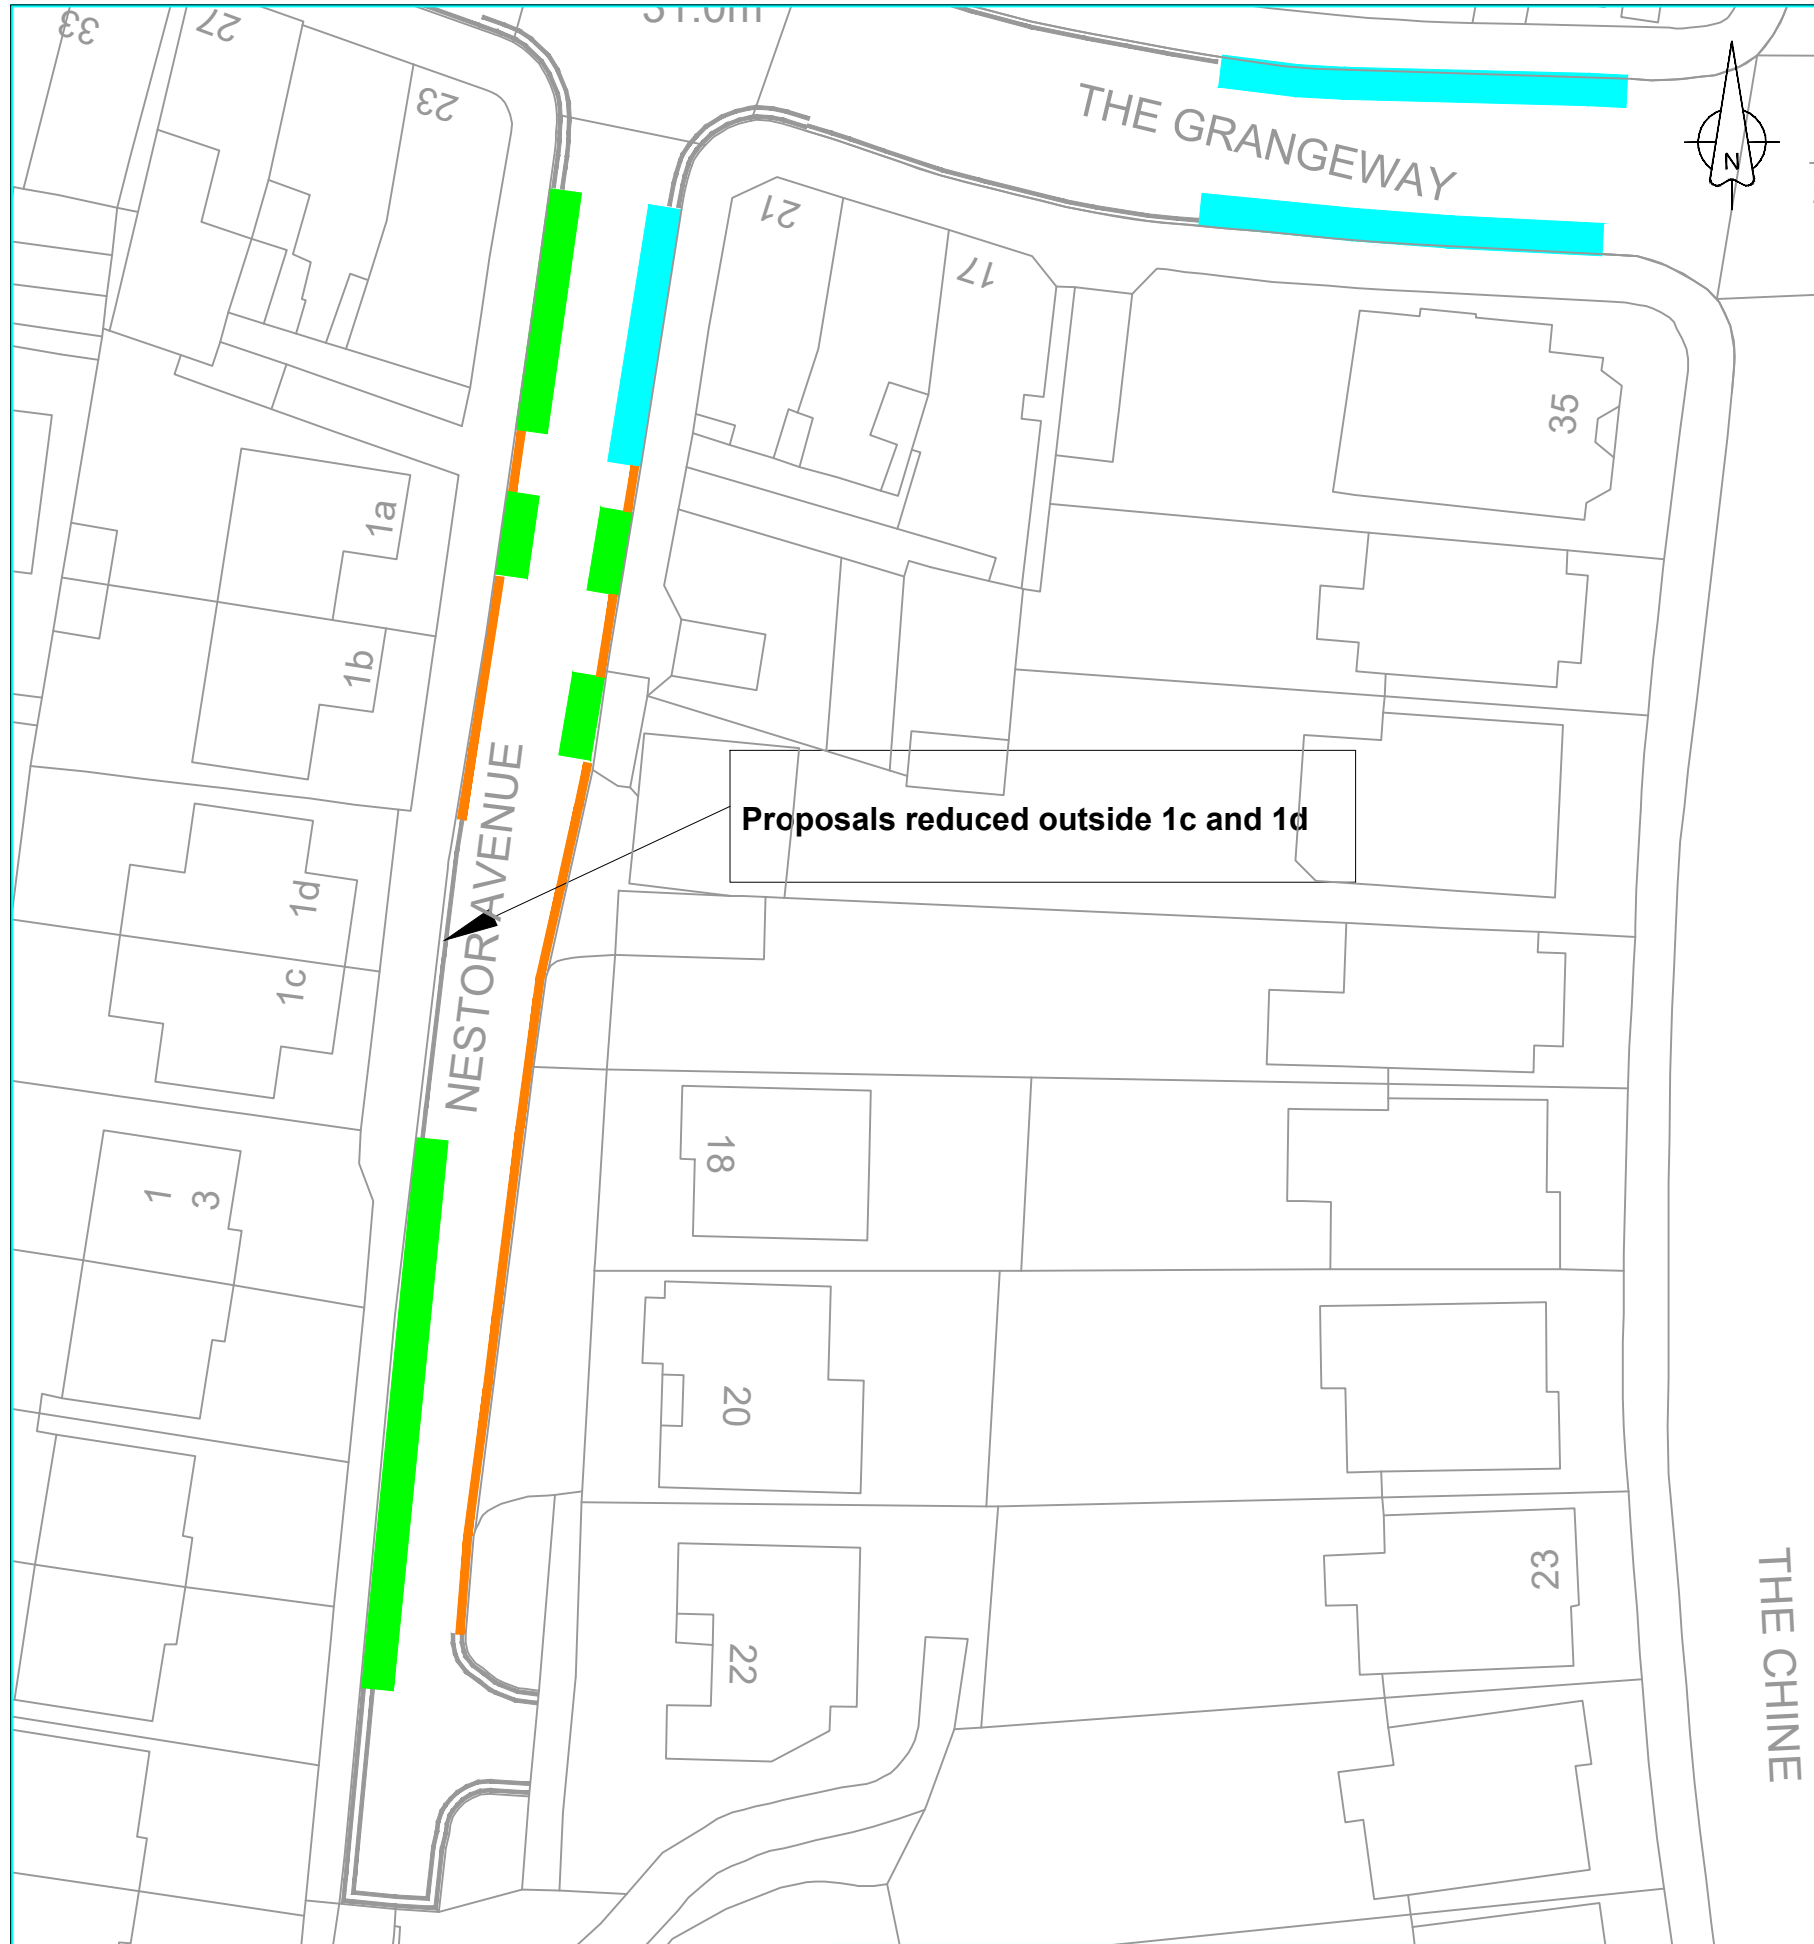 33
27
23
THE GRANGEWAY
N
21
17
35
1a
1b
NESTOR AVENUE
Proposals reduced outside 1c and 1d
1d
1c
18
1
3
20
23
22
THE CHINE